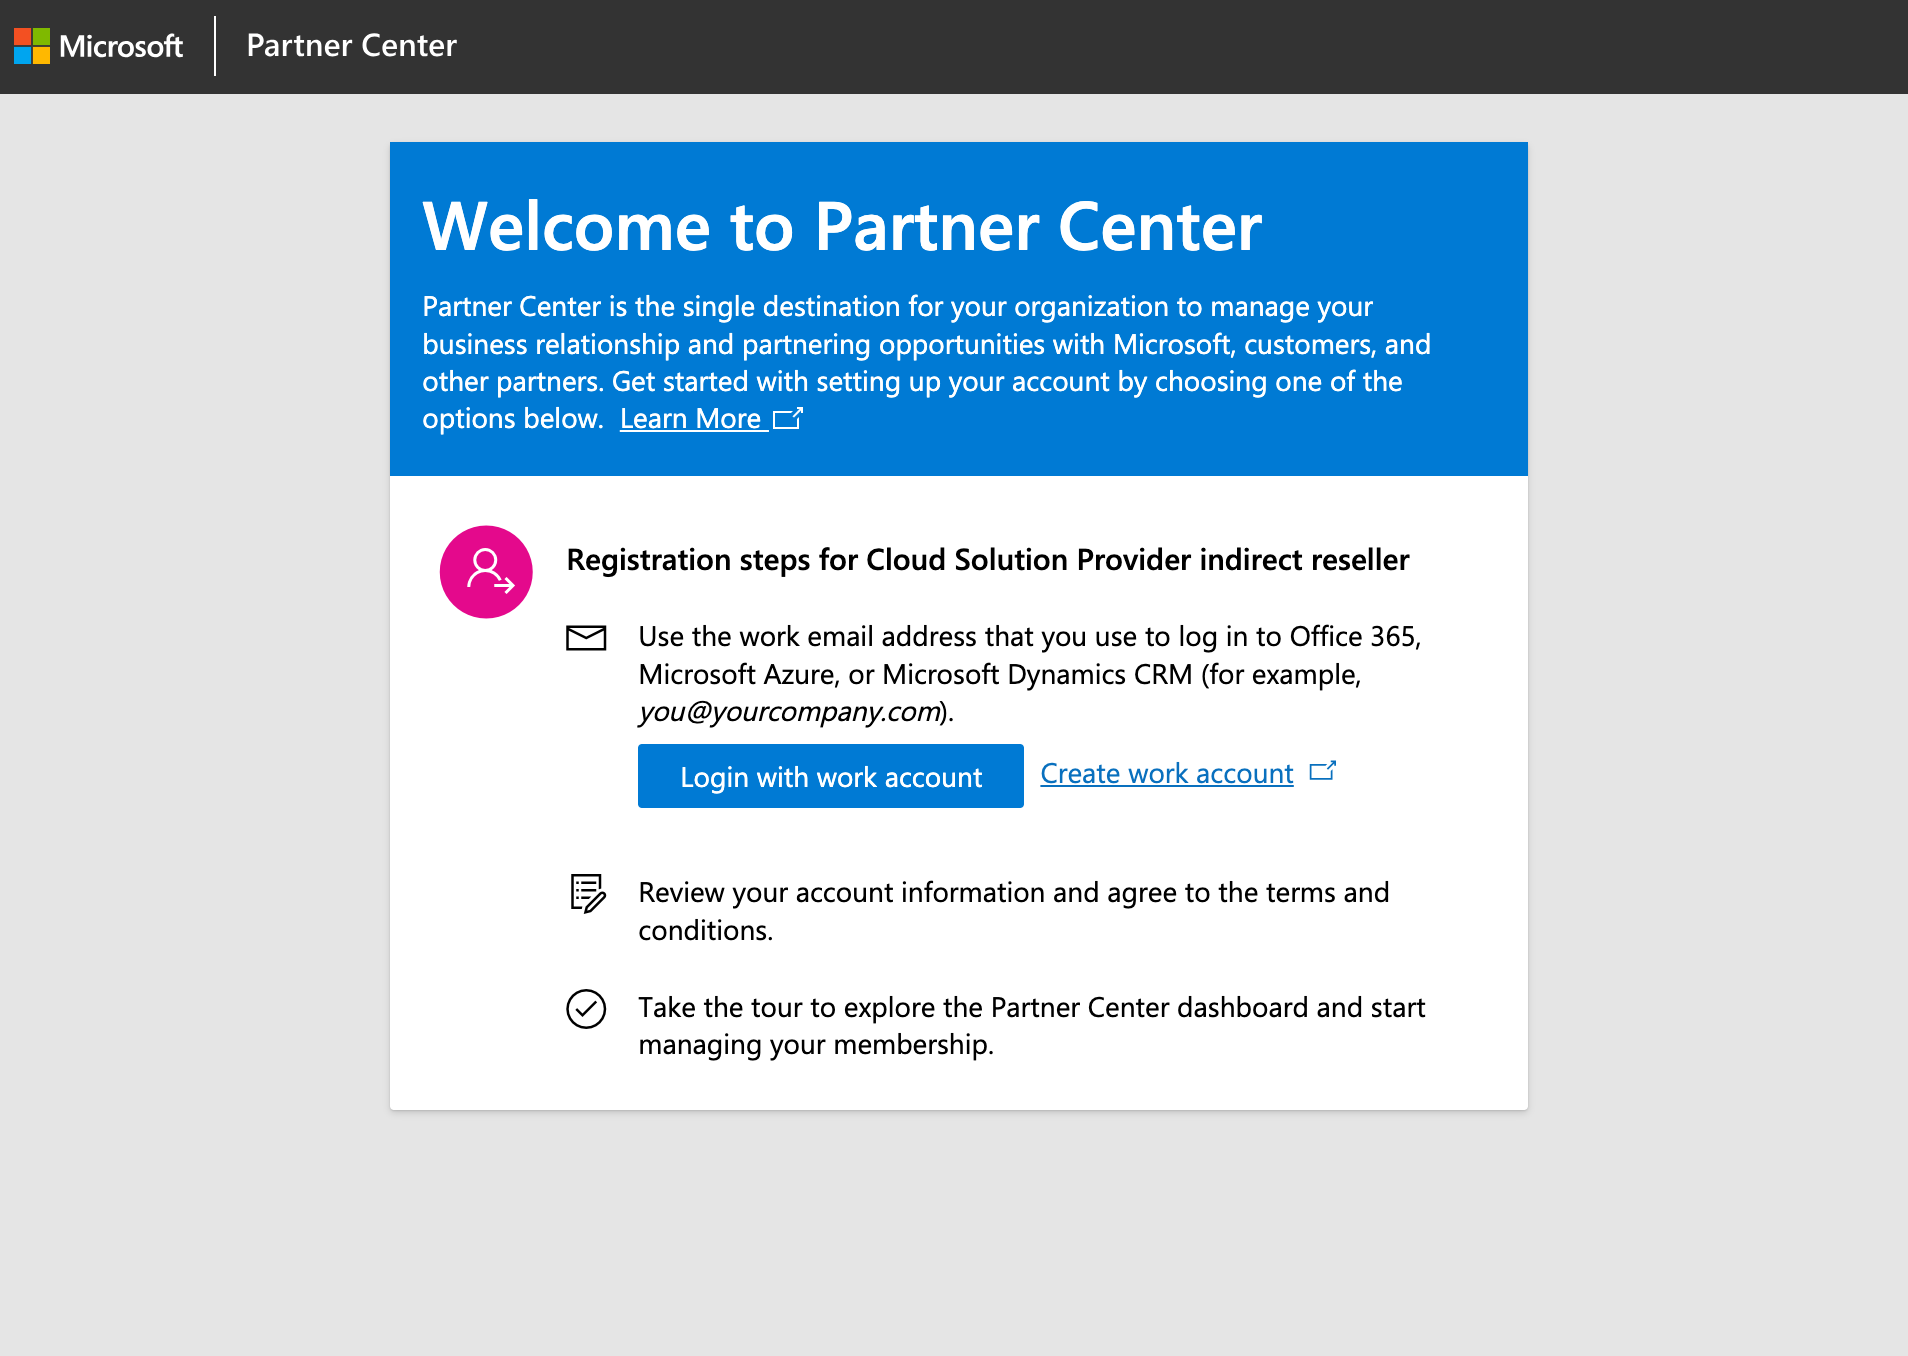 Microsoft
Partner Center
Welcome to Partner Center
Partner Center is the single destination for your organization to manage your
business relationship and partnering opportunities with Microsoft, customers, and
other partners. Get started with setting up your account by choosing one of the
options below. Learn More
Registration steps for Cloud Solution Provider indirect reseller
Use the work email address that you use to log in to Office 365,
Microsoft Azure, or Microsoft Dynamics CRM (for example,
you@yourcompany.com).
Login with work account
Create work account
Review your account information and agree to the terms and
conditions.
Take the tour to explore the Partner Center dashboard and start
managing your membership.